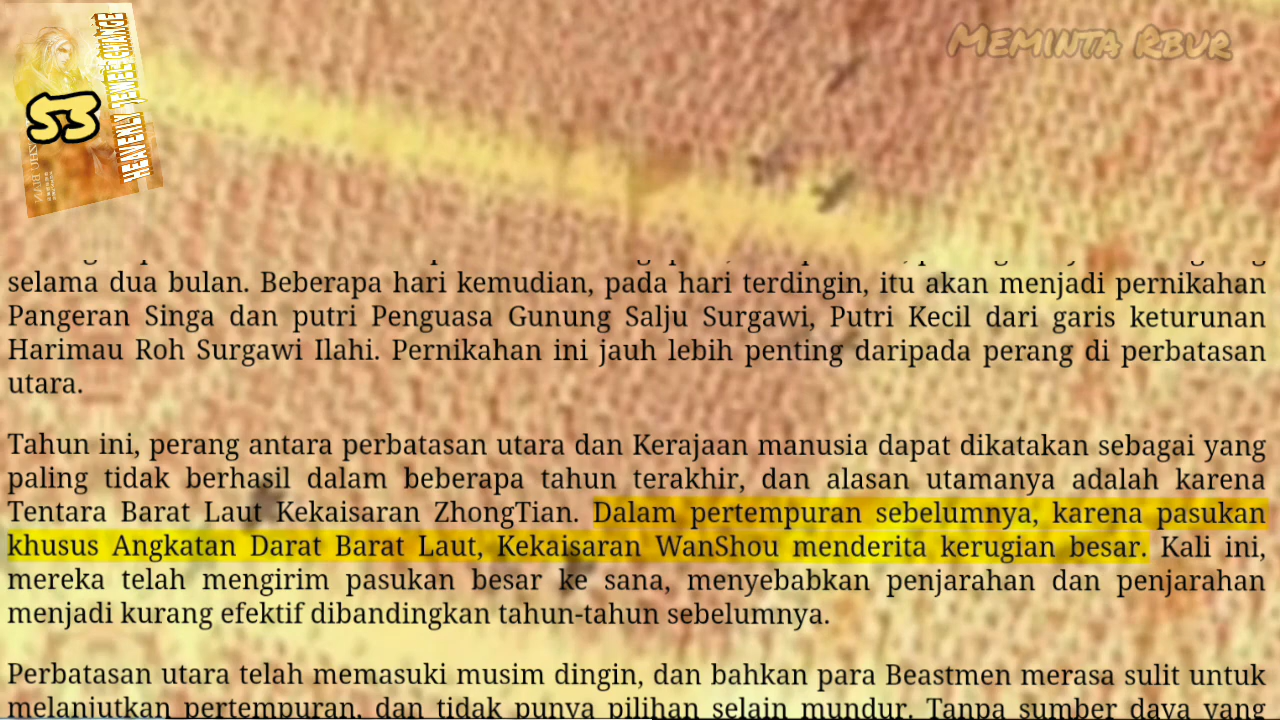 HEAVENLY JEWEL CHANGE
53
MEMINTA RBUR
selama dua bulan. Beberapa hari kemudian, pada hari terdingin, itu akan menjadi pernikahan
Pangeran Singa dan putri Penguasa Gunung Salju Surgawi, Putri Kecil dari garis keturunan
Harimau Roh Surgawi Ilahi. Pernikahan ini jauh lebih penting daripada perang di perbatasan
utara.
Tahun ini, perang antara perbatasan utara dan Kerajaan manusia dapat dikatakan sebagai yang
paling tidak berhasil dalam beberapa tahun terakhir, dan alasan utamanya adalah karena
Tentara Barat Laut Kekaisaran ZhongTian. Dalam pertempuran sebelumnya, karena pasukan
khusus Angkatan Darat Barat Laut, Kekaisaran WanShou menderita kerugian besar. Kali ini,
mereka telah mengirim pasukan besar ke sana, menyebabkan penjarahan dan penjarahan
menjadi kurang efektif dibandingkan tahun-tahun sebelumnya.
Perbatasan utara telah memasuki musim dingin, dan bahkan para Beastmen merasa sulit untuk
melanjutkan pertempuran, dan tidak punya pilihan selain mundur. Tanpa sumber daya yang